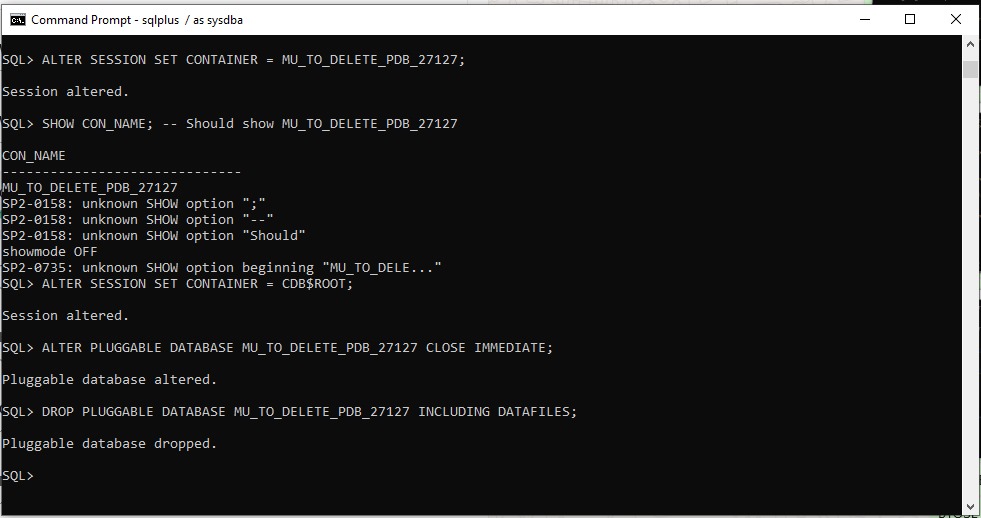 Command Prompt - sqlplus / as sysdba
SQL> ALTER SESSION SET CONTAINER = MU_TO_DELETE_PDB_27127;
Session altered.
SQL> SHOW CON_NAME; -- Should show MU_TO_DELETE_PDB_27127
CON_NAME
------------------------------
MU_TO_DELETE_PDB_27127
SP2-0158: unknown SHOW option ";"
SP2-0158: unknown SHOW option "--"
SP2-0158: unknown SHOW option "Should"
showmode OFF
SP2-0735: unknown SHOW option beginning "MU_TO_DELE..."
SQL> ALTER SESSION SET CONTAINER = CDB$ROOT;
Session altered.
SQL> ALTER PLUGGABLE DATABASE MU_TO_DELETE_PDB_27127 CLOSE IMMEDIATE;
Pluggable database altered.
SQL> DROP PLUGGABLE DATABASE MU_TO_DELETE_PDB_27127 INCLUDING DATAFILES;
Pluggable database dropped.
SQL>